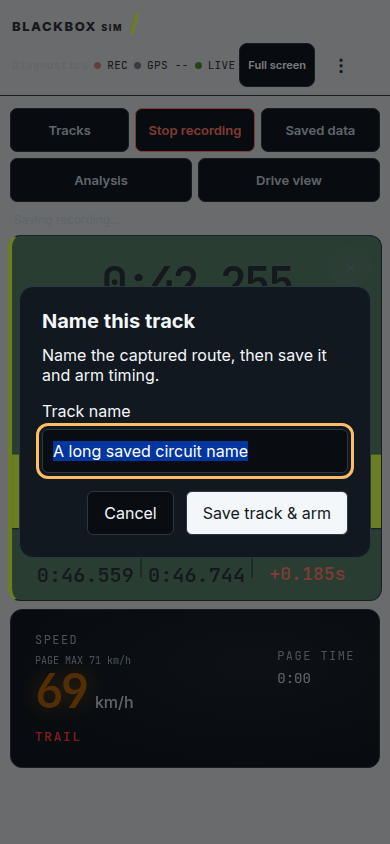 BLACKBOX SIM
Diagnostics REC GPS -- LIVE Full screen
Tracks Stop recording Saved data
Analysis Drive view
Saving recording...
0:42.255
Name this track
Name the captured route, then save it
and arm timing.
Track name
A long saved circuit name
Cancel Save track & arm
0:46.559 0:46.744 +0.185s
SPEED
PAGE MAX 71 km/h
PAGE TIME
69 km/h
0:00
TRAIL